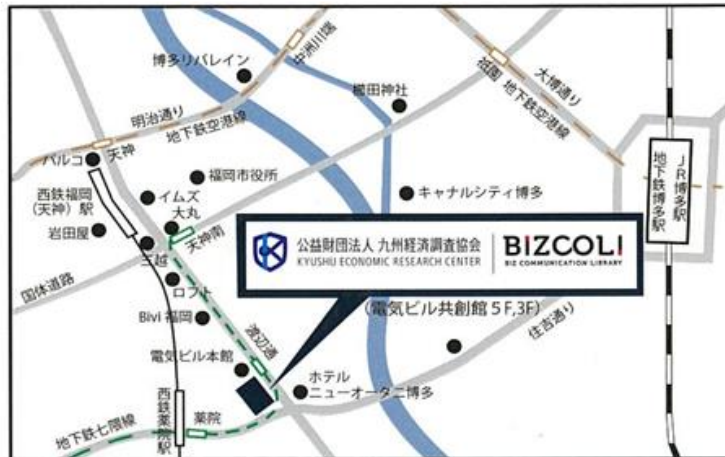 博多リバレイン
中洲川端
櫛田神社
祇園
大博通り
地下鉄空港線
明治通り
地下鉄空港線
天神
パルコ
福岡市役所
西鉄福岡
(天神)駅
イムズ
大丸
キャナルシティ博多
JR博多駅
地下鉄博多駅
岩田屋
天神南
三越
公益財団法人 九州経済調査協会
KYUSHU ECONOMIC RESEARCH CENTER
BIZCOLI
BIZ COMMUNICATION LIBRARY
国体道路
ロフト
(電気ビル共創館5F,3F)
Bivi福岡
渡辺通
住吉通り
電気ビル本館
ホテル
ニューオータニ博多
西鉄薬院駅
薬院
地下鉄七隈線